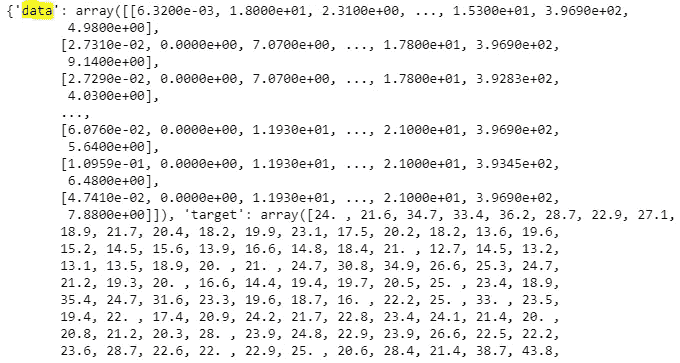 {'data': array([[6.3200e-03, 1.8000e+01, 2.3100e+00, ..., 1.5300e+01, 3.9690e+02,
4.9800e+00],
[2.7310e-02, 0.0000e+00, 7.0700e+00, ..., 1.7800e+01, 3.9690e+02,
9.1400e+00],
[2.7290e-02, 0.0000e+00, 7.0700e+00, ..., 1.7800e+01, 3.9283e+02,
4.0300e+00],
...,
[6.0760e-02, 0.0000e+00, 1.1930e+01, ..., 2.1000e+01, 3.9690e+02,
5.6400e+00],
[1.0959e-01, 0.0000e+00, 1.1930e+01, ..., 2.1000e+01, 3.9345e+02,
6.4800e+00],
[4.7410e-02, 0.0000e+00, 1.1930e+01, ..., 2.1000e+01, 3.9690e+02,
7.8800e+00]]), 'target': array([24. , 21.6, 34.7, 33.4, 36.2, 28.7, 22.9, 27.1,
18.9, 21.7, 20.4, 18.2, 19.9, 23.1, 17.5, 20.2, 18.2, 13.6, 19.6,
15.2, 14.5, 15.6, 13.9, 16.6, 14.8, 18.4, 21. , 12.7, 14.5, 13.2,
13.1, 13.5, 18.9, 20. , 21. , 24.7, 30.8, 34.9, 26.6, 25.3, 24.7,
21.2, 19.3, 20. , 16.6, 14.4, 19.4, 19.7, 20.5, 25. , 23.4, 18.9,
35.4, 24.7, 31.6, 23.3, 19.6, 18.7, 16. , 22.2, 25. , 33. , 23.5,
19.4, 22. , 17.4, 20.9, 24.2, 21.7, 22.8, 23.4, 24.1, 21.4, 20. ,
20.8, 21.2, 20.3, 28. , 23.9, 24.8, 22.9, 23.9, 26.6, 22.5, 22.2,
23.6, 28.7, 22.6, 22. , 22.9, 25. , 20.6, 28.4, 21.4, 38.7, 43.8,